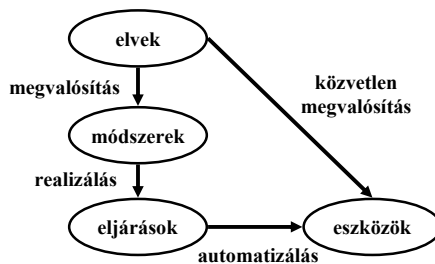 elvek
megvalósítás
közvetlen
megvalósítás
módszerek
realizálás
eljárások
eszközök
automatizálás